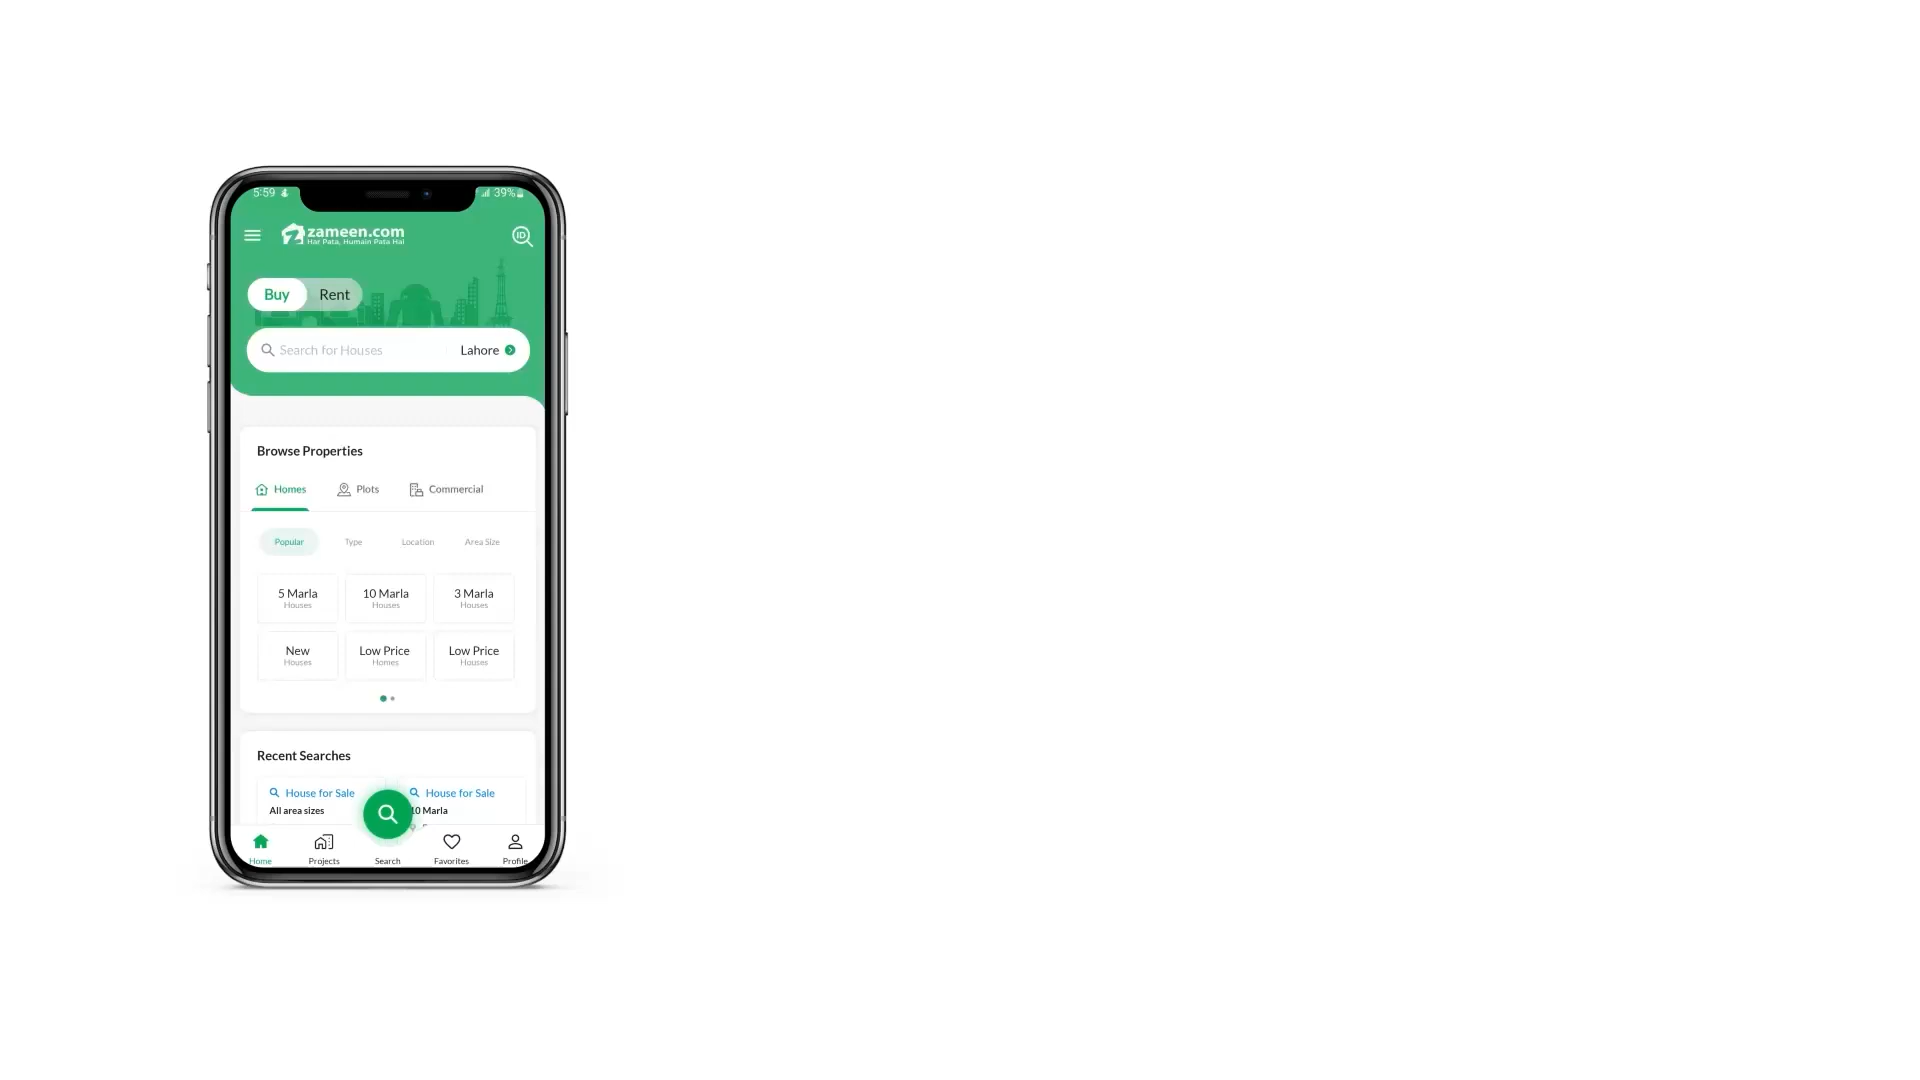 5:59
39%
zameen.com
Har Pata, Humain Pata Hai
ID
Buy
Rent
Search for Houses
Lahore
Browse Properties
Homes
Plots
Commercial
Popular
Type
Location
Area Size
5 Marla
Houses
10 Marla
Houses
3 Marla
Houses
New
Houses
Low Price
Homes
Low Price
Houses
Recent Searches
House for Sale
All area sizes
House for Sale
10 Marla
Home
Projects
Search
Favorites
Profile